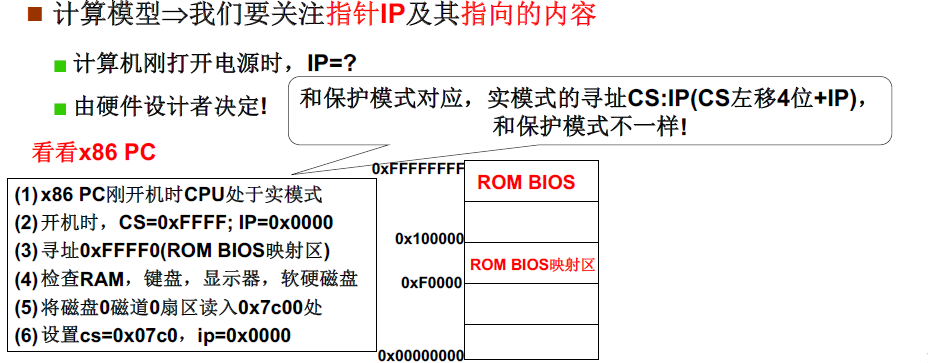 计算模型⇒我们要关注指针IP及其指向的内容
计算机刚打开电源时，IP=?
由硬件设计者决定!
和保护模式对应，实模式的寻址CS:IP(CS左移4位+IP)，
和保护模式不一样!
看看x86 PC
(1) x86 PC刚开机时CPU处于实模式
(2) 开机时，CS=0xFFFF; IP=0x0000
(3) 寻址0xFFFF0(ROM BIOS映射区)
(4) 检查RAM，键盘，显示器，软硬磁盘
(5) 将磁盘0磁道0扇区读入0x7c00处
(6) 设置cs=0x07c0，ip=0x0000
0xFFFFFFFF
ROM BIOS
0x100000
ROM BIOS映射区
0xF0000
0x00000000